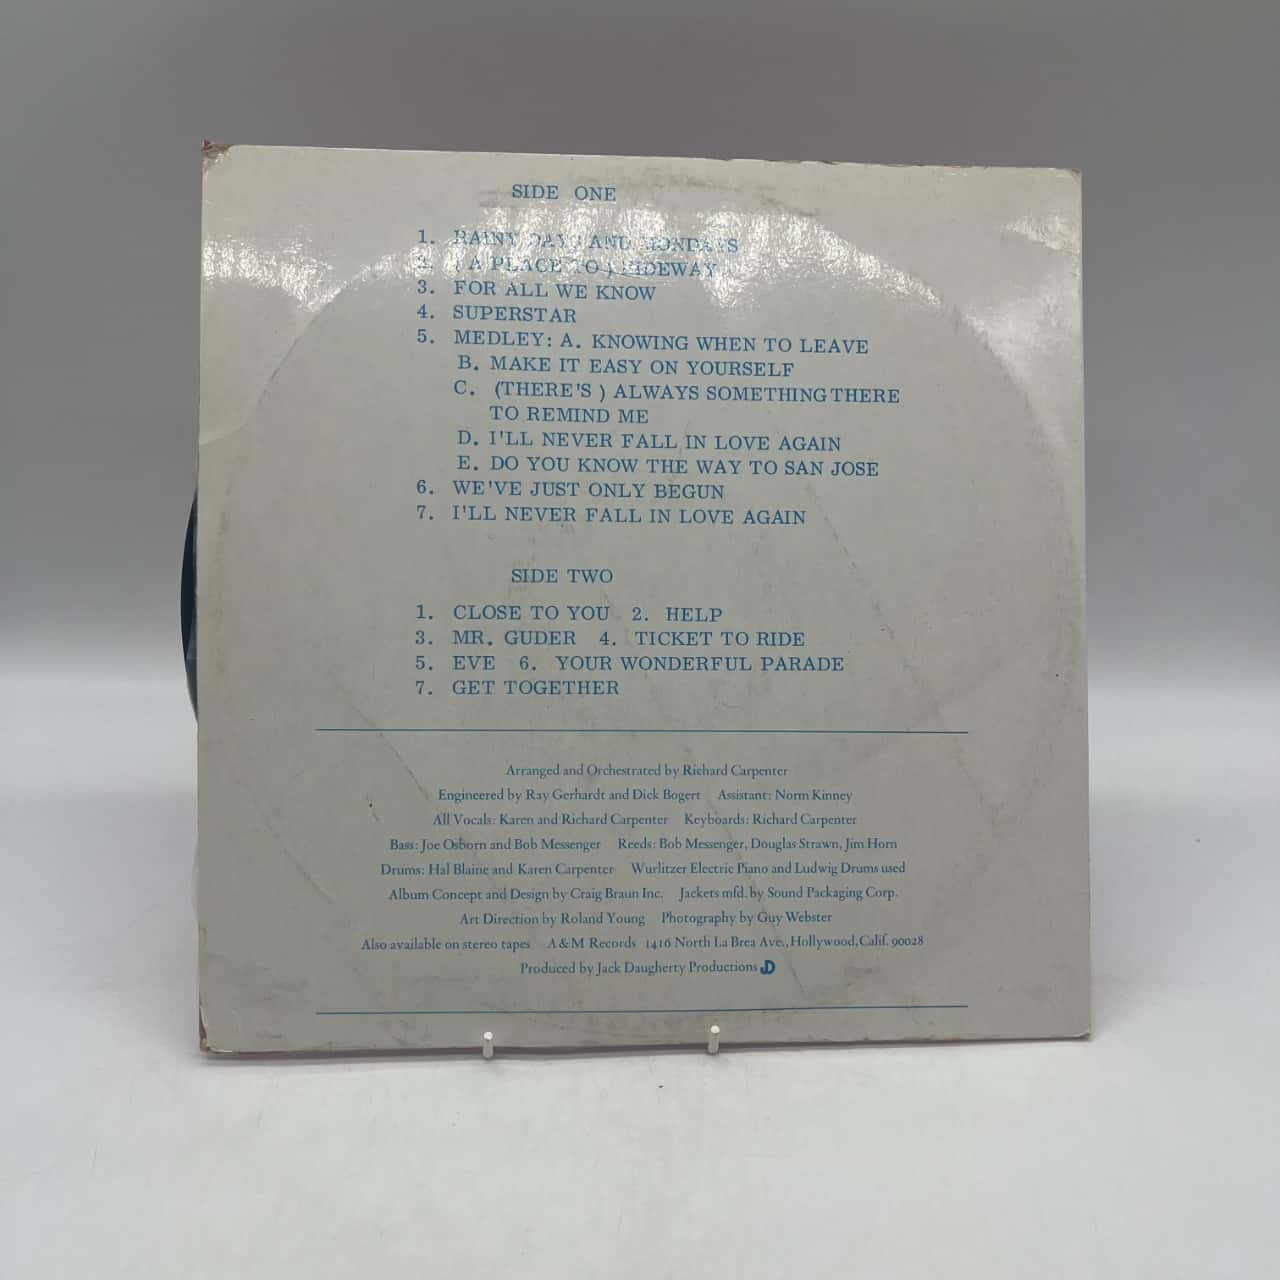 SIDE ONE
1. RAINY DAYS AND MONDAYS
2. ( A PLACE TO ) HIDEWAY
3. FOR ALL WE KNOW
4. SUPERSTAR
5. MEDLEY: A. KNOWING WHEN TO LEAVE
B. MAKE IT EASY ON YOURSELF
C. (THERE'S ) ALWAYS SOMETHING THERE
TO REMIND ME
D. I'LL NEVER FALL IN LOVE AGAIN
E. DO YOU KNOW THE WAY TO SAN JOSE
6. WE'VE JUST ONLY BEGUN
7. I'LL NEVER FALL IN LOVE AGAIN
SIDE TWO
1. CLOSE TO YOU 2. HELP
3. MR. GUDER 4. TICKET TO RIDE
5. EVE 6. YOUR WONDERFUL PARADE
7. GET TOGETHER
Arranged and Orchestrated by Richard Carpenter
Engineered by Ray Gerhardt and Dick Bogert Assistant: Norm Kinney
All Vocals: Karen and Richard Carpenter Keyboards: Richard Carpenter
Bass: Joe Osborn and Bob Messenger Reeds: Bob Messenger, Douglas Strawn, Jim Horn
Drums: Hal Blaine and Karen Carpenter Wurlitzer Electric Piano and Ludwig Drums used
Album Concept and Design by Craig Braun Inc. Jackets mfd. by Sound Packaging Corp.
Art Direction by Roland Young Photography by Guy Webster
Also available on stereo tapes A&M Records 1416 North La Brea Ave., Hollywood, Calif. 90028
Produced by Jack Daugherty Productions JD